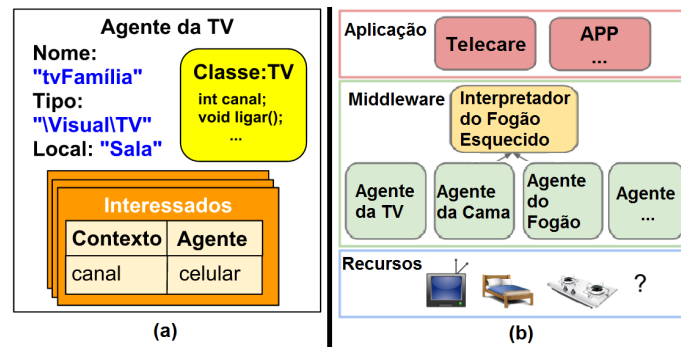 Agente da TV
Nome:
"tvFamília"
Tipo:
"\Visual\TV"
Local: "Sala"
Classe:TV
int canal;
void ligar();
...
Interessados
Contexto Agente
canal celular
(a)
Aplicação
Telecare
APP
...
Middleware
Interpretador
do Fogão
Esquecido
Agente
da TV
Agente
da Cama
Agente
do
Fogão
Agente
...
Recursos
?
(b)